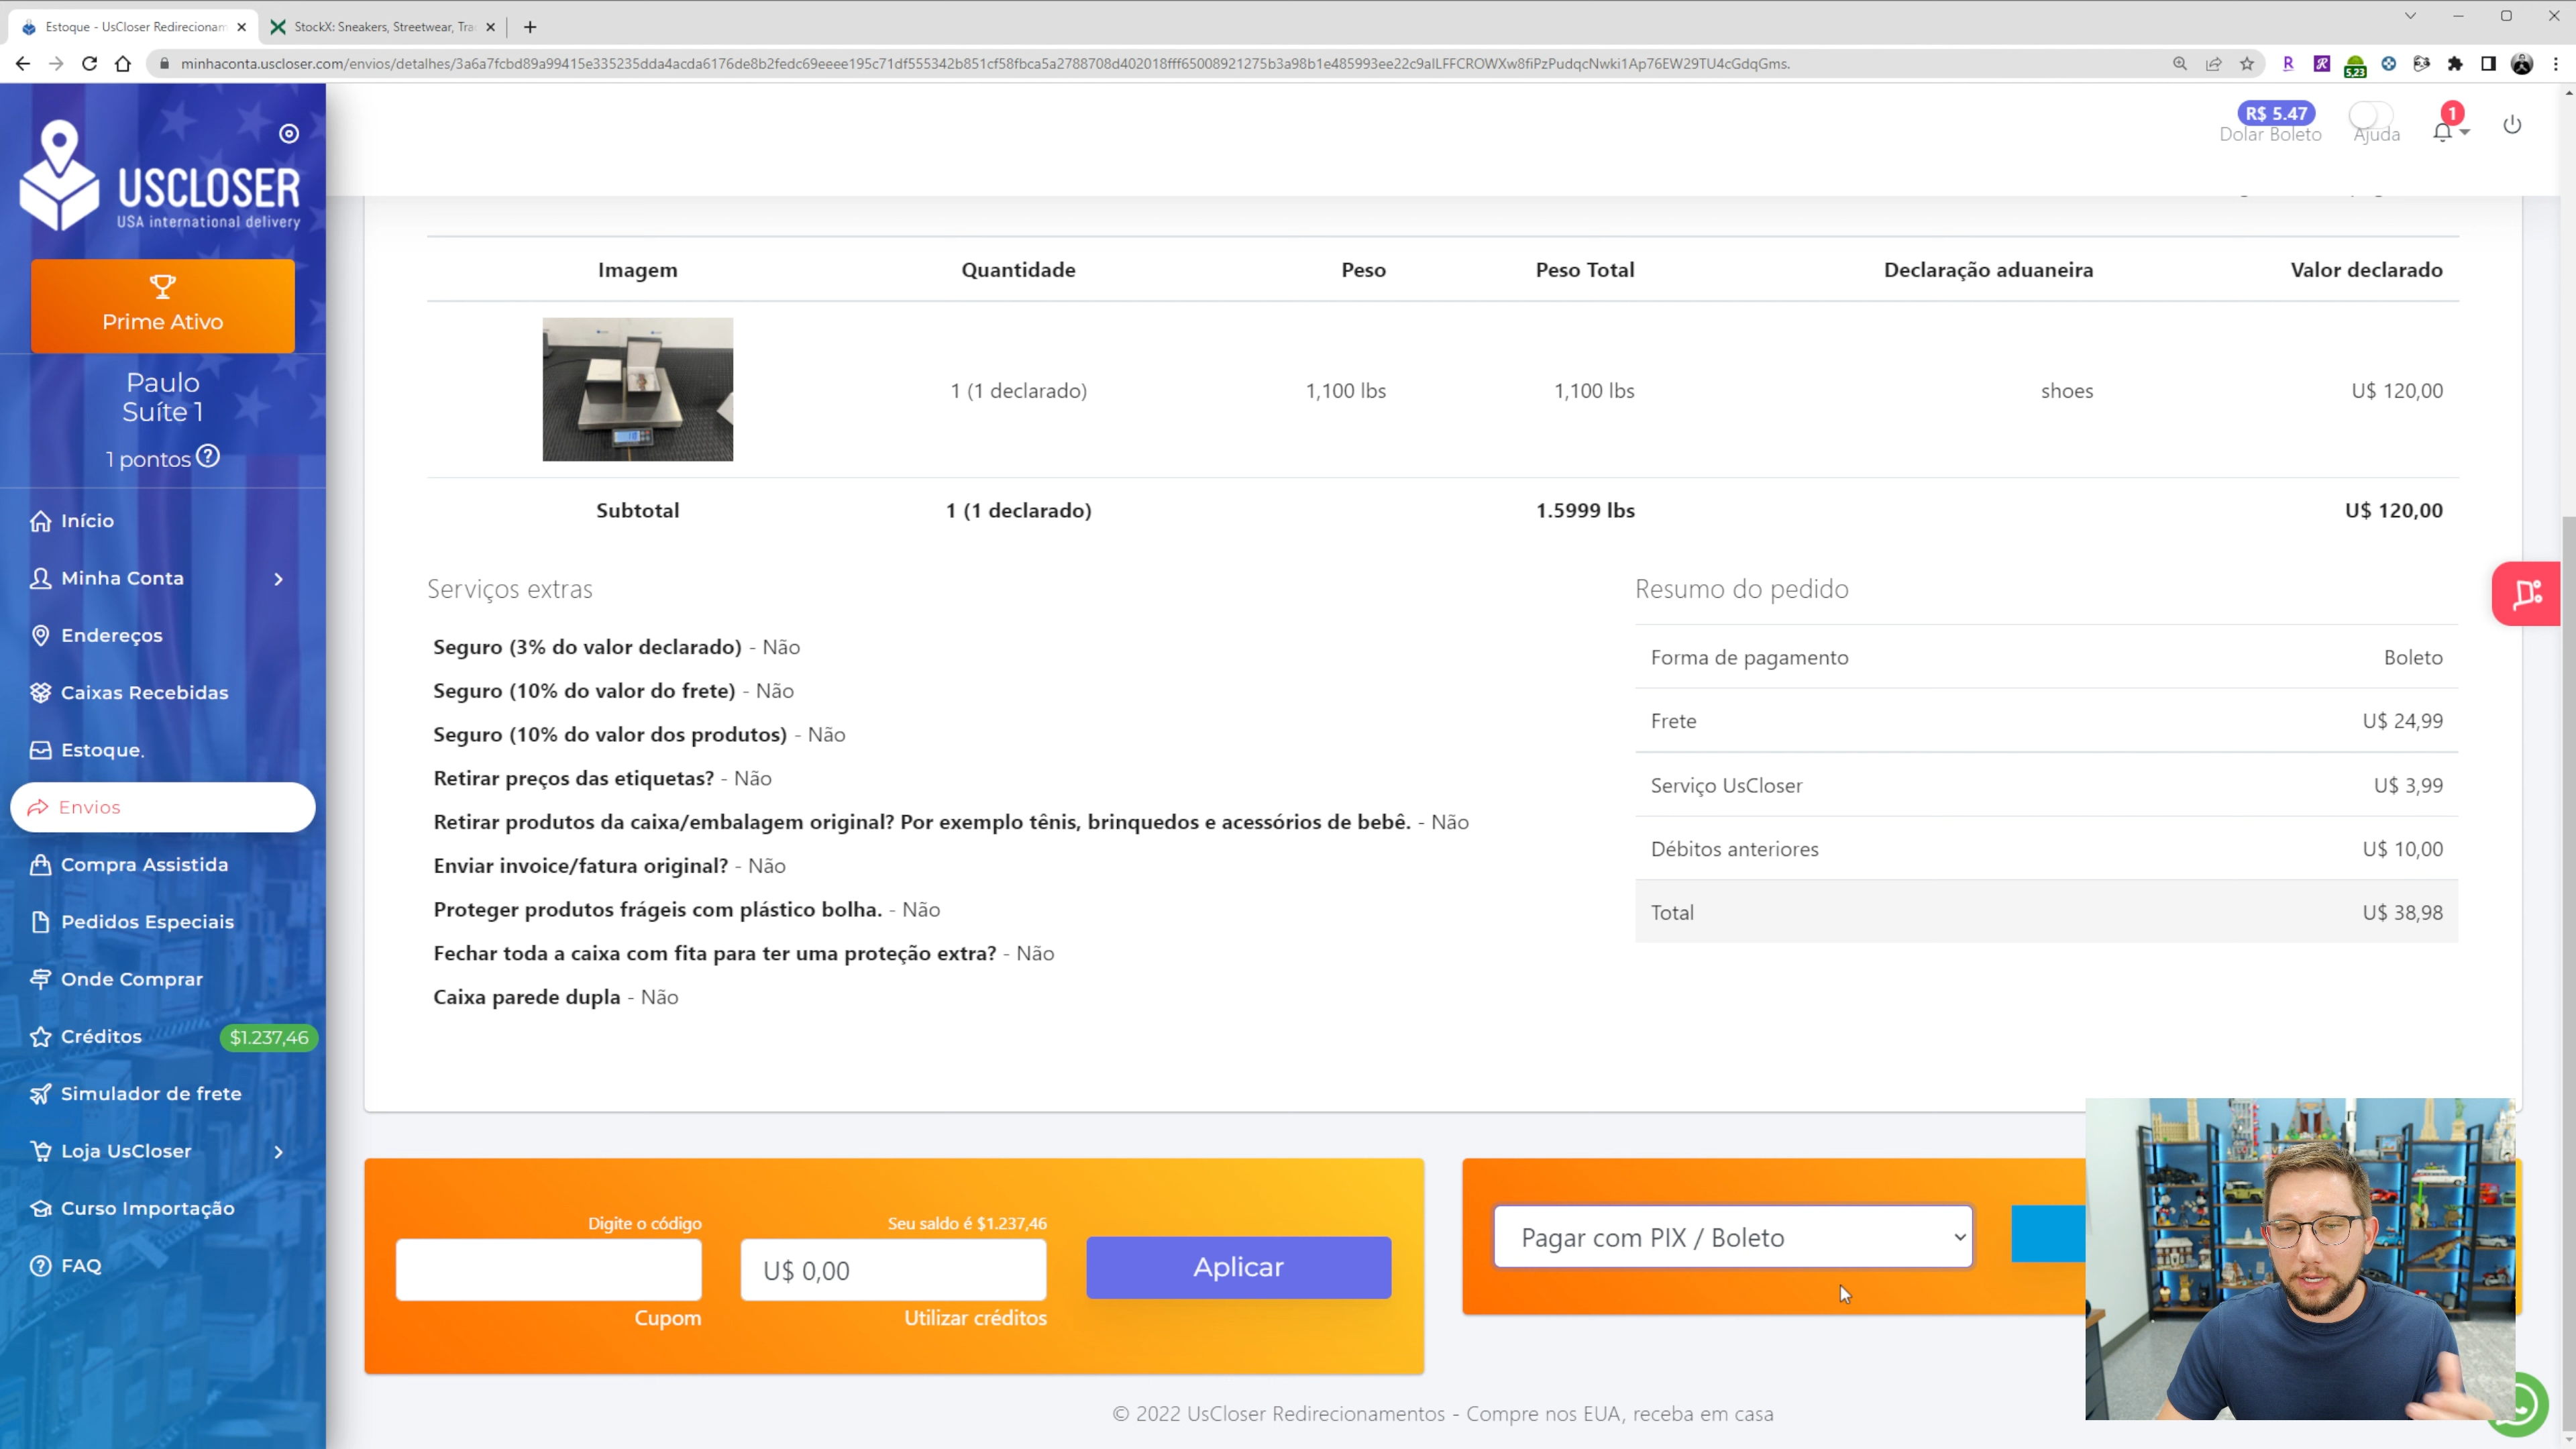 Estoque - UsCloser Redirecionam
StockX: Sneakers, Streetwear, Tra
minhaconta.uscloser.com/envios/detalhes/3a6a7fcbd89a99415e335235dda4acda6176de8b2fedc69eeee195c71df555342b851cf58fbca5a2788708d402018fff65008921275b3a98b1e485993ee22c9aILFFCROWXw8fiPzPudqcNwki1Ap76EW29TU4cGdqGms.
5,23
USCLOSER
USA international delivery
R$ 5.47
Dolar Boleto
Ajuda
1
Prime Ativo
Paulo
Suíte 1
1 pontos
Início
Minha Conta
Endereços
Caixas Recebidas
Estoque.
Envios
Compra Assistida
Pedidos Especiais
Onde Comprar
Créditos $1.237,46
Simulador de frete
Loja UsCloser
Curso Importação
FAQ
Imagem Quantidade Peso Peso Total Declaração aduaneira Valor declarado
1 (1 declarado) 1,100 lbs 1,100 lbs shoes U$ 120,00
Subtotal 1 (1 declarado) 1.5999 lbs U$ 120,00
Serviços extras
Seguro (3% do valor declarado) - Não
Seguro (10% do valor do frete) - Não
Seguro (10% do valor dos produtos) - Não
Retirar preços das etiquetas? - Não
Retirar produtos da caixa/embalagem original? Por exemplo tênis, brinquedos e acessórios de bebê. - Não
Enviar invoice/fatura original? - Não
Proteger produtos frágeis com plástico bolha. - Não
Fechar toda a caixa com fita para ter uma proteção extra? - Não
Caixa parede dupla - Não
Resumo do pedido
Forma de pagamento Boleto
Frete U$ 24,99
Serviço UsCloser U$ 3,99
Débitos anteriores U$ 10,00
Total U$ 38,98
Digite o código
Cupom
Seu saldo é $1.237,46
U$ 0,00
Utilizar créditos
Aplicar
Pagar com PIX / Boleto
© 2022 UsCloser Redirecionamentos - Compre nos EUA, receba em casa